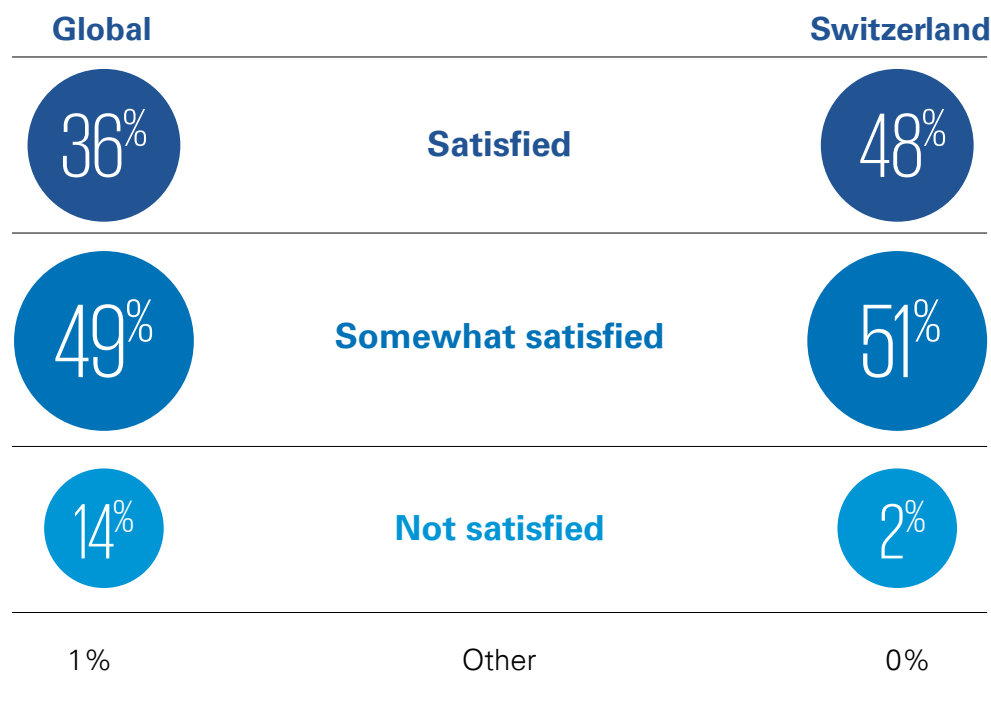 Global Switzerland
36% Satisfied 48%
49% Somewhat satisfied 51%
14% Not satisfied 2%
1% Other 0%